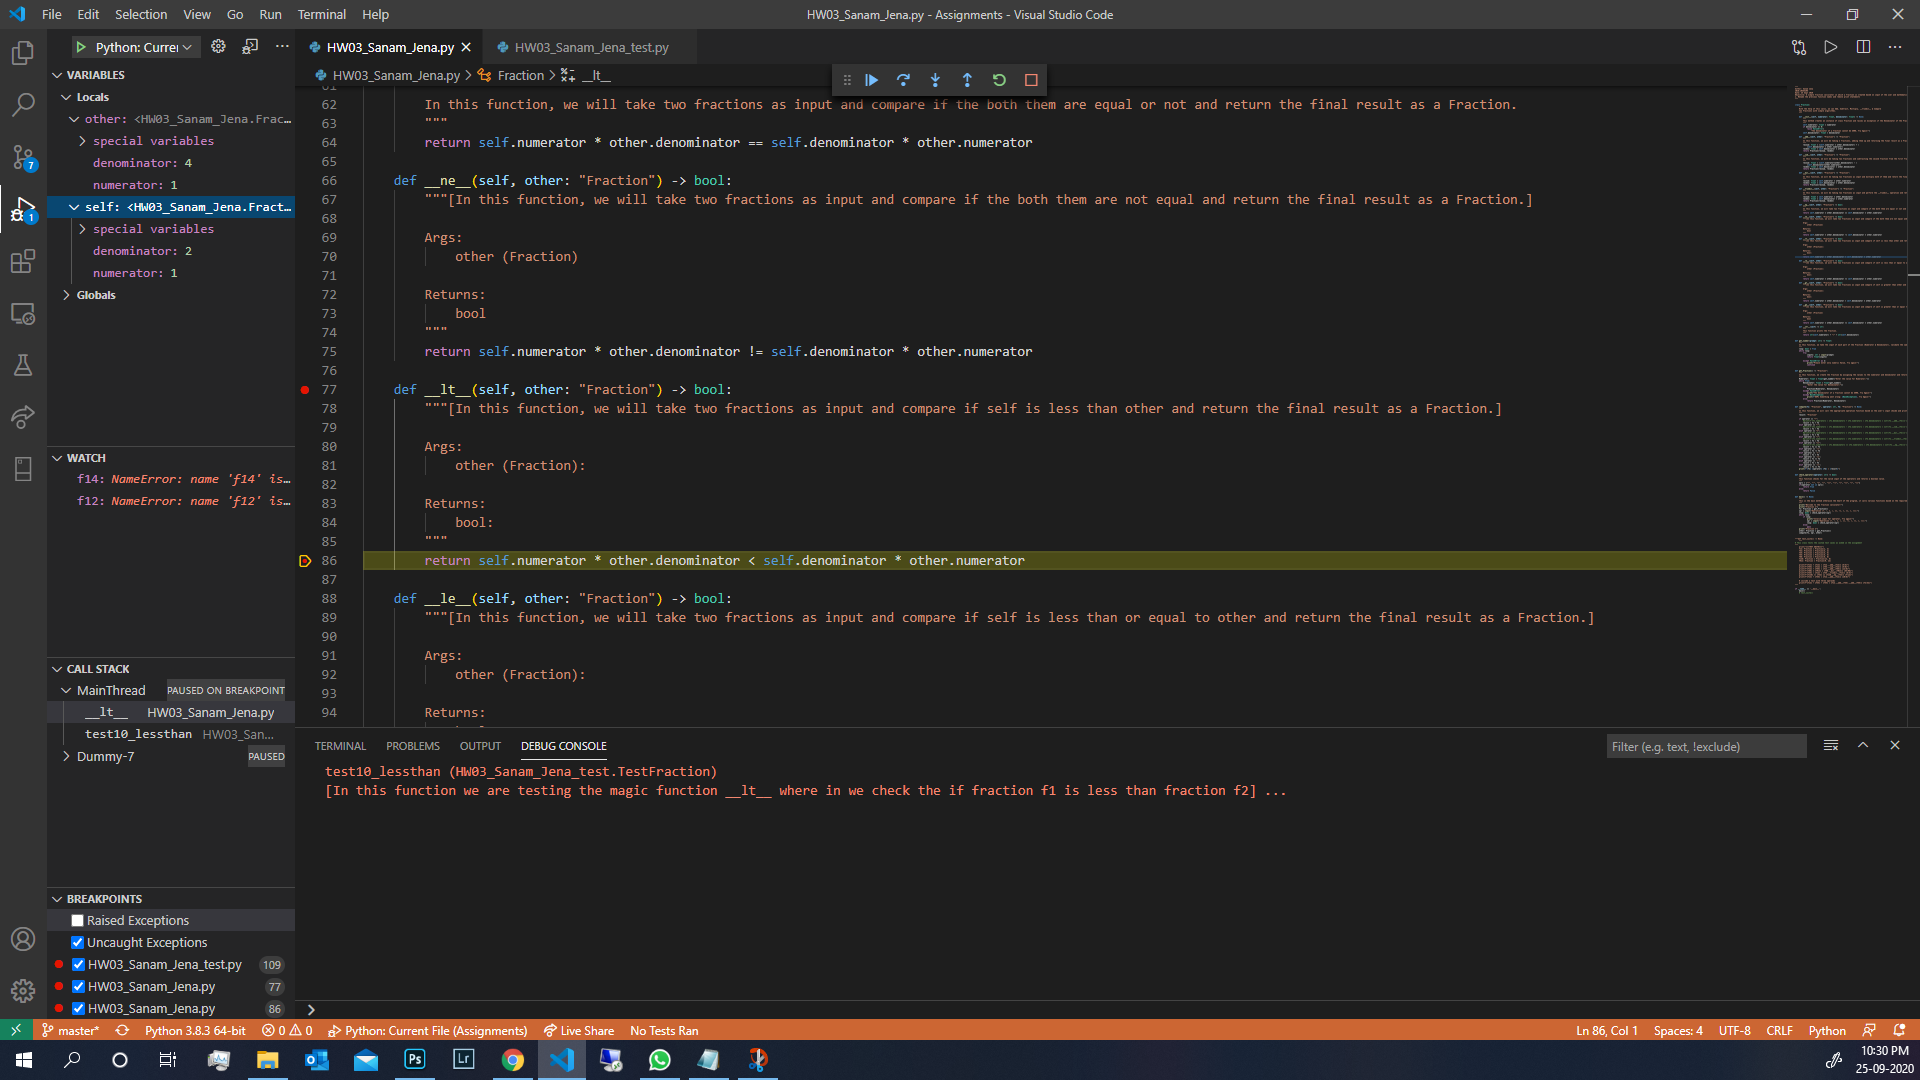 File Edit Selection View Go Run Terminal Help
HW03_Sanam_Jena.py - Assignments - Visual Studio Code
Python: Currer
HW03_Sanam_Jena.py
HW03_Sanam_Jena_test.py
HW03_Sanam_Jena.py > Fraction > __lt__
VARIABLES
Locals
other: <HW03_Sanam_Jena.Frac...
special variables
denominator: 4
numerator: 1
self: <HW03_Sanam_Jena.Fract...
special variables
denominator: 2
numerator: 1
Globals
WATCH
f14: NameError: name 'f14' is...
f12: NameError: name 'f12' is...
CALL STACK
MainThread PAUSED ON BREAKPOINT
__lt__ HW03_Sanam_Jena.py
test10_lessthan HW03_San...
Dummy-7 PAUSED
BREAKPOINTS
Raised Exceptions
Uncaught Exceptions
HW03_Sanam_Jena_test.py 109
HW03_Sanam_Jena.py 77
HW03_Sanam_Jena.py 86
7
1
61
62 In this function, we will take two fractions as input and compare if the both them are equal or not and return the final result as a Fraction.
63 """
64 return self.numerator * other.denominator == self.denominator * other.numerator
65
66 def __ne__(self, other: "Fraction") -> bool:
67 """[In this function, we will take two fractions as input and compare if the both them are not equal and return the final result as a Fraction.]
68
69 Args:
70 other (Fraction)
71
72 Returns:
73 bool
74 """
75 return self.numerator * other.denominator != self.denominator * other.numerator
76
77 def __lt__(self, other: "Fraction") -> bool:
78 """[In this function, we will take two fractions as input and compare if self is less than other and return the final result as a Fraction.]
79
80 Args:
81 other (Fraction):
82
83 Returns:
84 bool:
85 """
86 return self.numerator * other.denominator < self.denominator * other.numerator
87
88 def __le__(self, other: "Fraction") -> bool:
89 """[In this function, we will take two fractions as input and compare if self is less than or equal to other and return the final result as a Fraction.]
90
91 Args:
92 other (Fraction):
93
94 Returns:
TERMINAL PROBLEMS OUTPUT DEBUG CONSOLE
Filter (e.g. text, !exclude)
test10_lessthan (HW03_Sanam_Jena_test.TestFraction)
[In this function we are testing the magic function __lt__ where in we check the if fraction f1 is less than fraction f2] ...
master* Python 3.8.3 64-bit 0 0 Python: Current File (Assignments) Live Share No Tests Ran
Ln 86, Col 1 Spaces: 4 UTF-8 CRLF Python
Ps
Lr
10:30 PM
25-09-2020